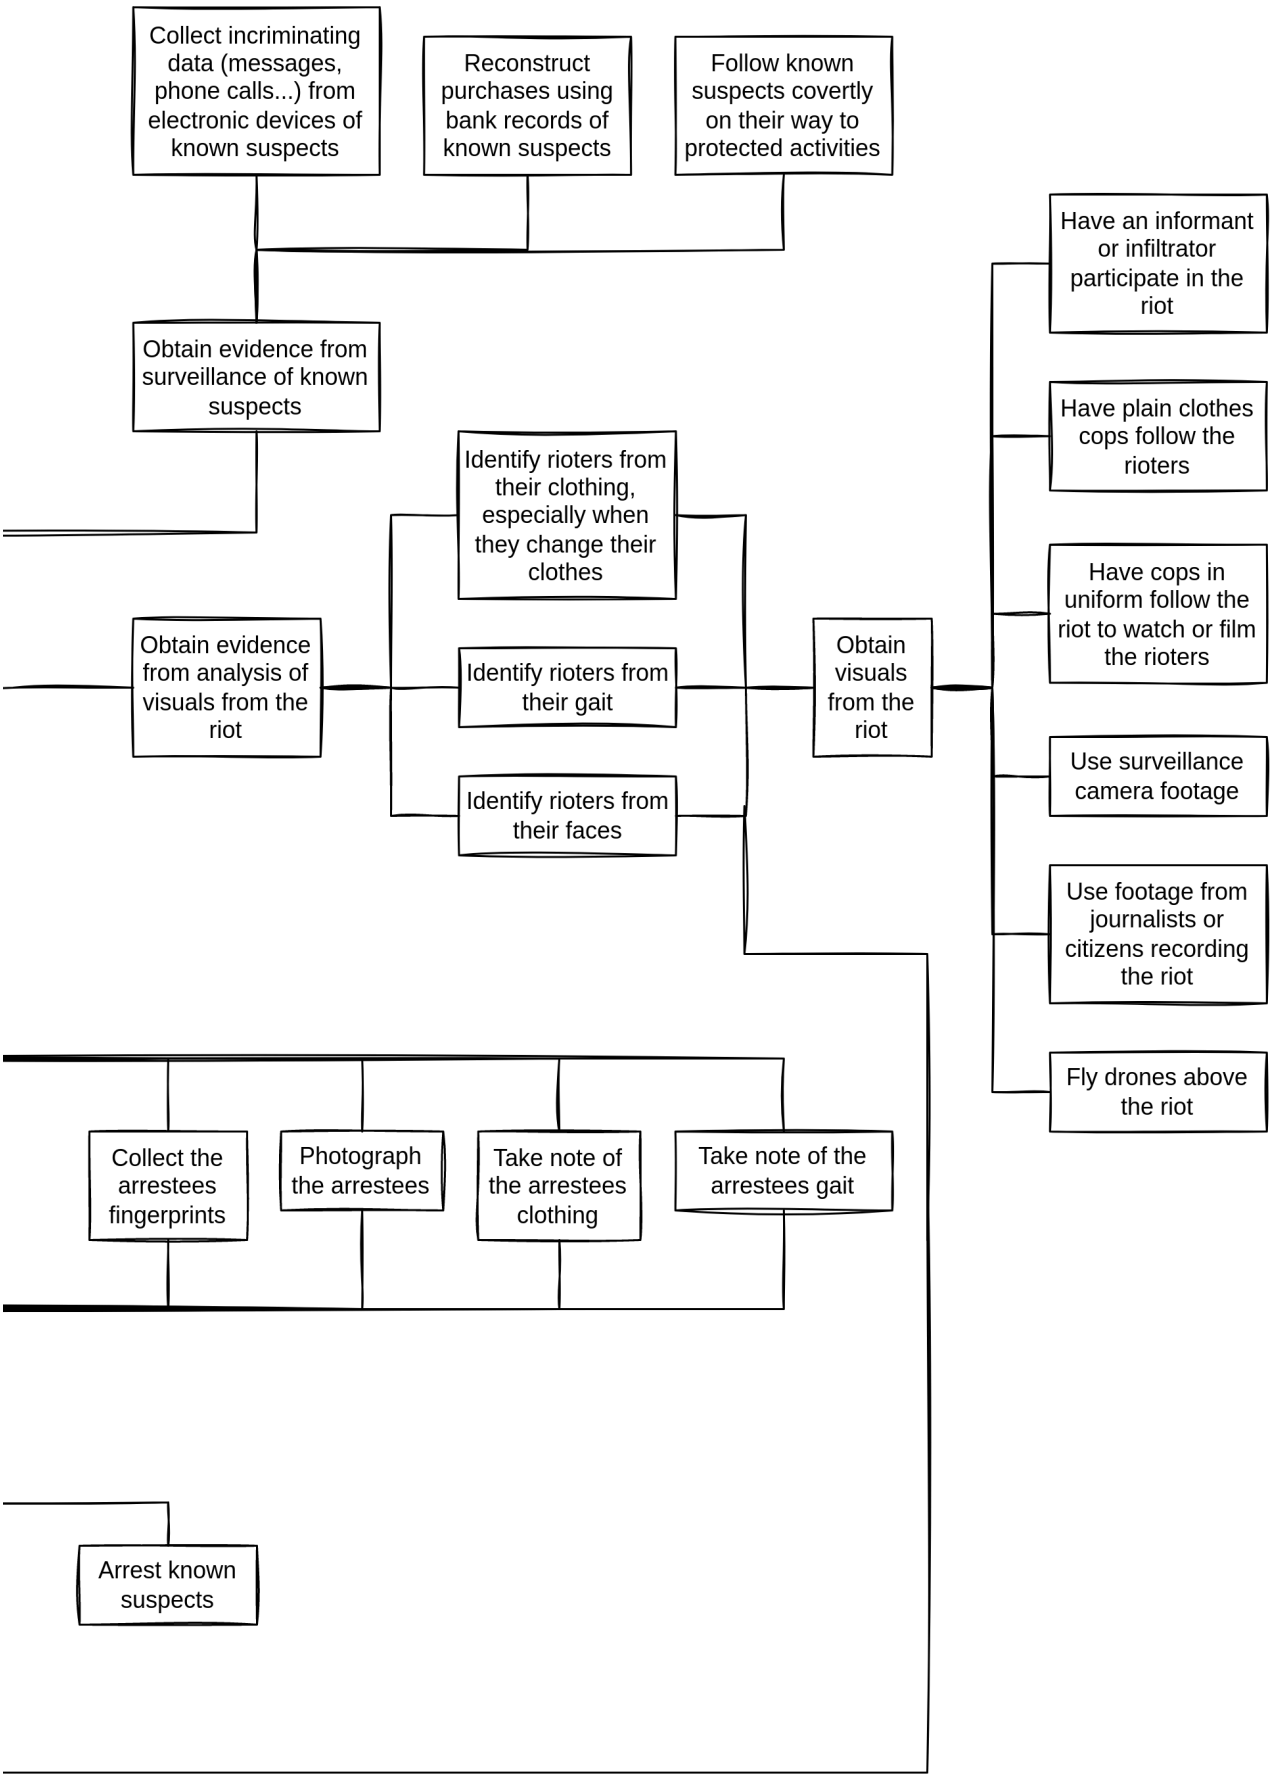 Collect incriminating
data (messages,
phone calls...) from
electronic devices of
known suspects
Reconstruct
purchases using
bank records of
known suspects
Follow known
suspects covertly
on their way to
protected activities
Have an informant
or infiltrator
participate in the
riot
Obtain evidence from
surveillance of known
suspects
Have plain clothes
cops follow the
rioters
Identify rioters from
their clothing,
especially when
they change their
clothes
Have cops in
uniform follow the
riot to watch or film
the rioters
Obtain evidence
from analysis of
visuals from the
riot
Identify rioters from
their gait
Obtain
visuals
from the
riot
Use surveillance
camera footage
Identify rioters from
their faces
Use footage from
journalists or
citizens recording
the riot
Fly drones above
the riot
Collect the
arrestees
fingerprints
Photograph
the arrestees
Take note of
the arrestees
clothing
Take note of the
arrestees gait
Arrest known
suspects